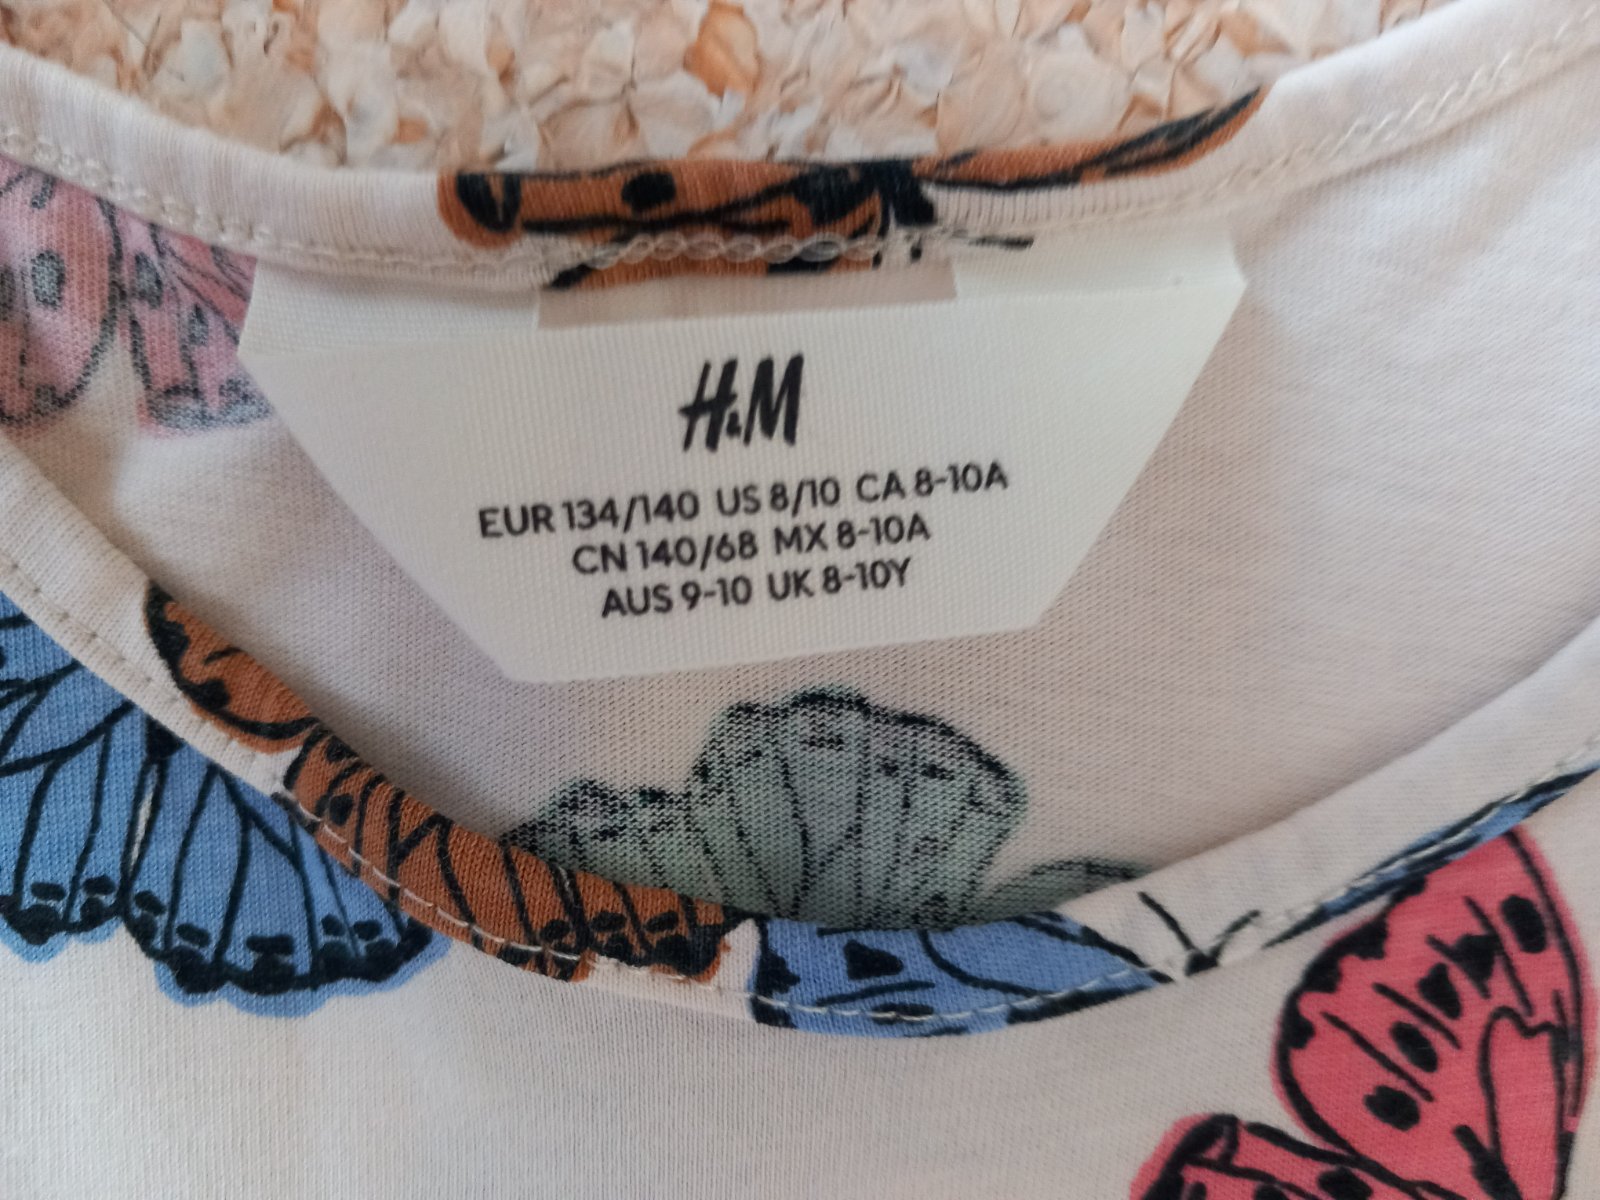 H&M
EUR 134/140 US 8/10 CA 8-10A
CN 140/68 MX 8-10A
AUS 9-10 UK 8-10Y